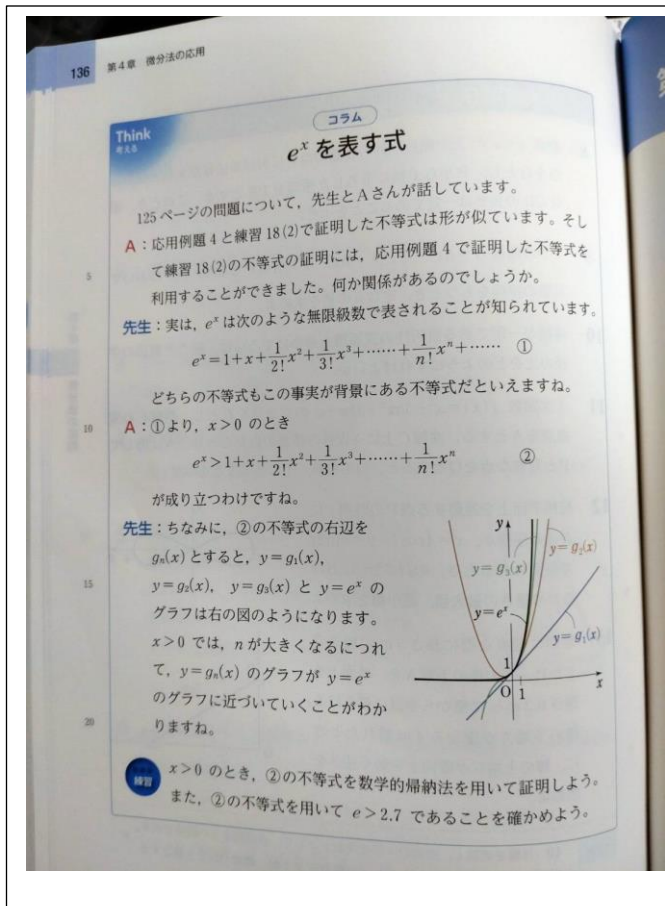 136
第4章 微分法の応用
Think
考える
コラム
e^x を表す式
125ページの問題について,先生とAさんが話しています。
A:応用例題4と練習18(2)で証明した不等式は形が似ています。そし
て練習18(2)の不等式の証明には,応用例題4で証明した不等式を
5
利用することができました。何か関係があるのでしょうか。
先生:実は,e^xは次のような無限級数で表されることが知られています。
e^x=1+x+1/2!x^2+1/3!x^3+……+1/n!x^n+…… ①
どちらの不等式もこの事実が背景にある不等式だといえますね。
10
A:①より,x>0 のとき
e^x>1+x+1/2!x^2+1/3!x^3+……+1/n!x^n ②
が成り立つわけですね。
先生:ちなみに,②の不等式の右辺を
g_n(x) とすると,y=g_1(x),
15
y=g_2(x),y=g_3(x) と y=e^x の
グラフは右の図のようになります。
x>0 では,n が大きくなるにつれ
て,y=g_n(x) のグラフが y=e^x
のグラフに近づいていくことがわか
20
りますね。
y
y=g_2(x)
y=g_3(x)
y=e^x
y=g_1(x)
1
O
1
x
練習
x>0 のとき,②の不等式を数学的帰納法を用いて証明しよう。
また,②の不等式を用いて e>2.7 であることを確かめよう。